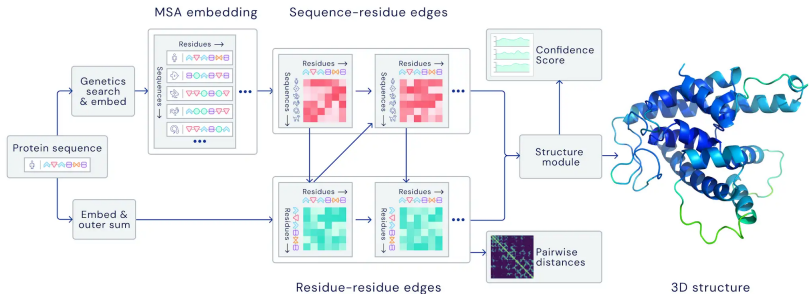 MSA embedding
Sequence-residue edges
Genetics
search
& embed
Residues
Sequences
•••
•••
Residues
Sequences
Residues
Sequences
•••
Confidence
Score
Protein sequence
Structure
module
Embed &
outer sum
Residues
Residues
Residues
Residues
•••
Pairwise
distances
Residue-residue edges
3D structure